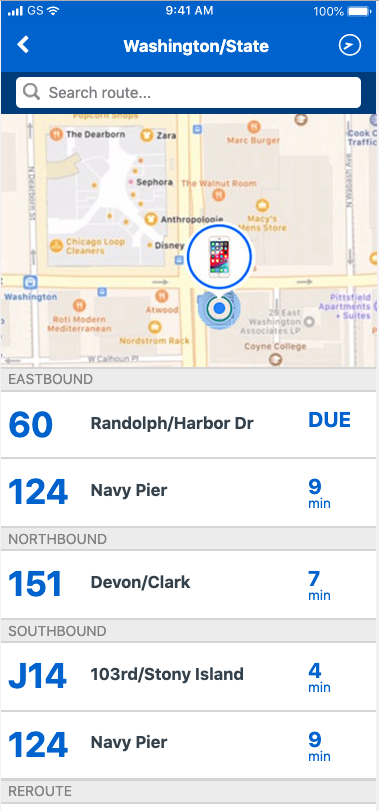 GS 9:41 AM 100%
Washington/State
Search route...
Popcorn Shops
The Dearborn
Zara
Marc Burger
Cook C
Traffic
N Dearborn St
Sephora
The Walnut Room
Anthropologie
Macy's
Mens Store
Chicago Loop
Cleaners
Disney
Washington
Roti Modern
Mediterranean
Atwood
Nordstrom Rack
25 East
Washington
Associates LP
Pittsfield
Apartments
+ Suites
Coyne College
W Calhoun Pl
EASTBOUND
60 Randolph/Harbor Dr DUE
124 Navy Pier 9 min
NORTHBOUND
151 Devon/Clark 7 min
SOUTHBOUND
J14 103rd/Stony Island 4 min
124 Navy Pier 9 min
REROUTE